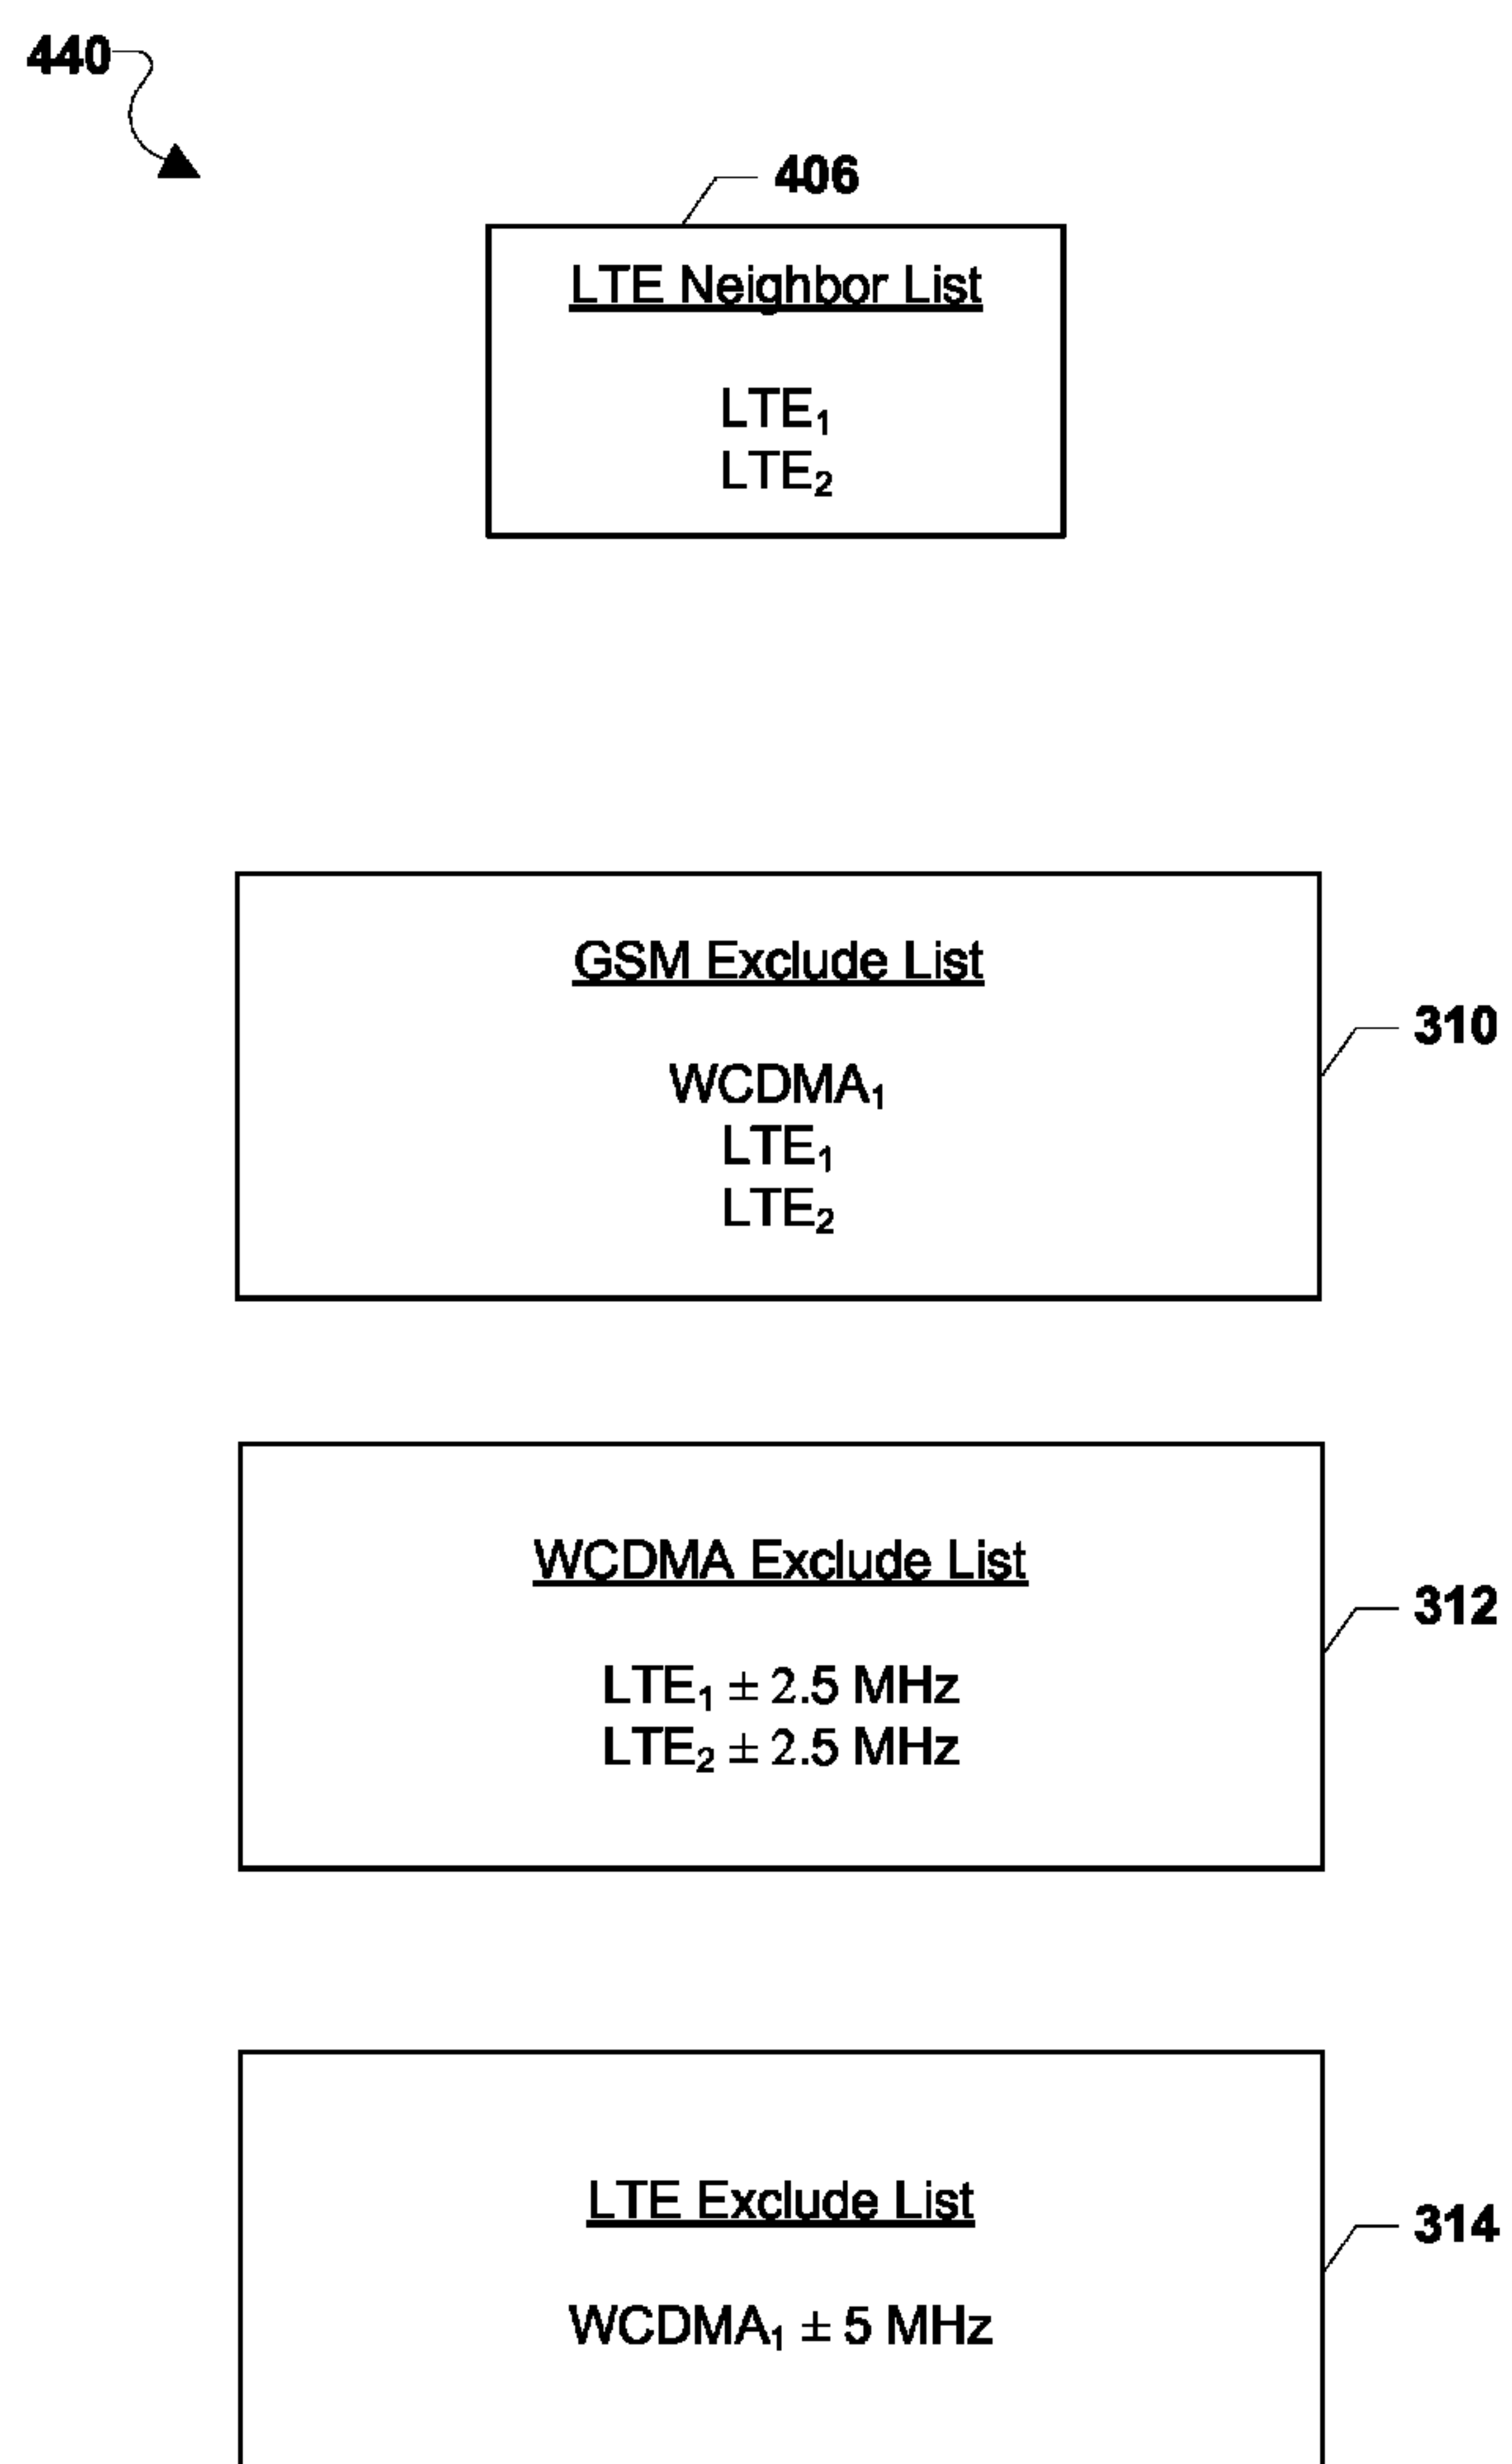 440
406
LTE Neighbor List
LTE₁
LTE₂
GSM Exclude List
310
WCDMA₁
LTE₁
LTE₂
WCDMA Exclude List
312
LTE₁ ± 2.5 MHz
LTE₂ ± 2.5 MHz
LTE Exclude List
314
WCDMA₁ ± 5 MHz